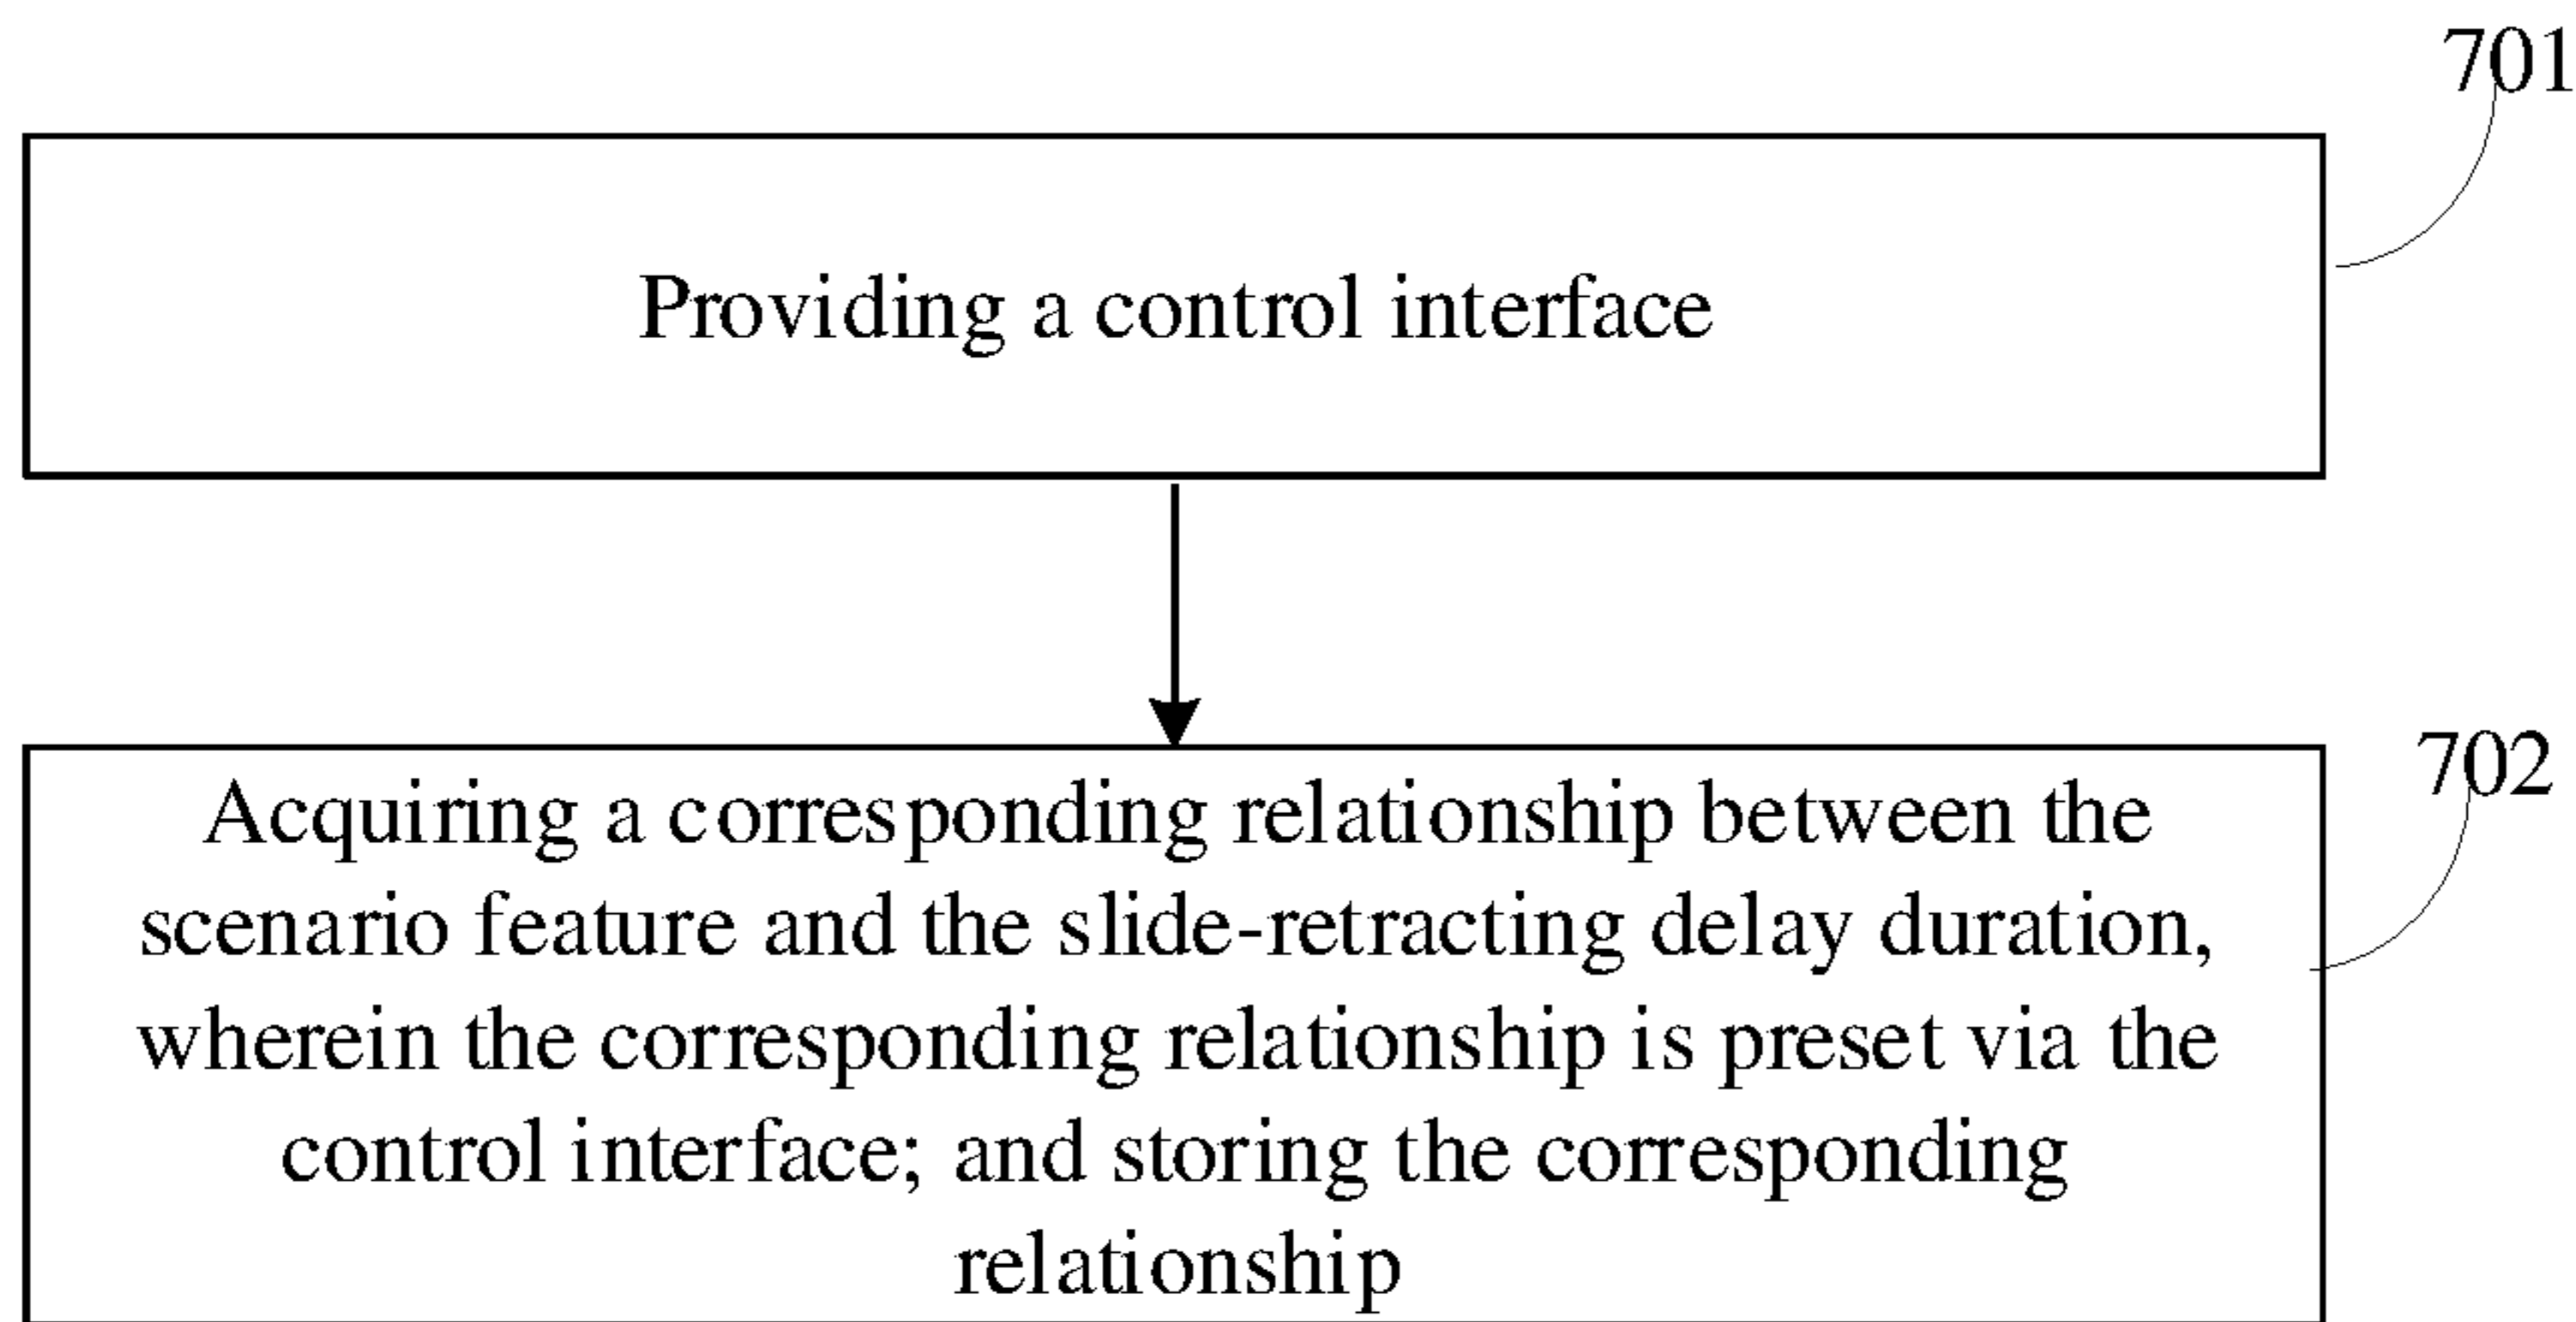 701
Providing a control interface
702
Acquiring a corresponding relationship between the
scenario feature and the slide-retracting delay duration,
wherein the corresponding relationship is preset via the
control interface; and storing the corresponding
relationship